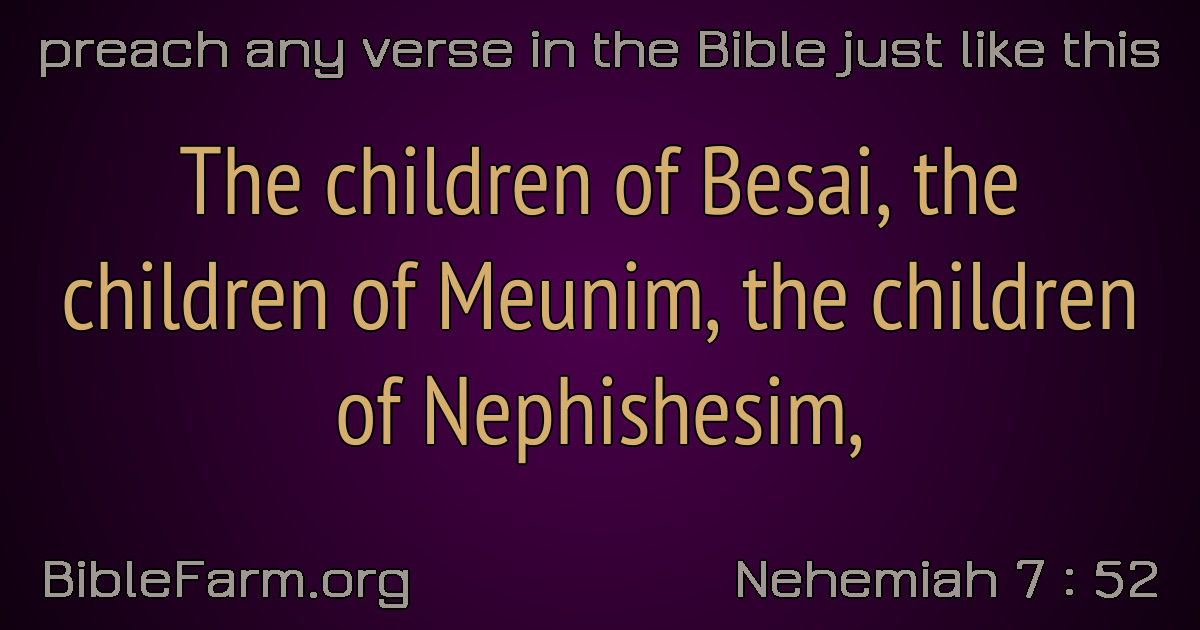 preach any verse in the Bible just like this
The children of Besai, the
children of Meunim, the children
of Nephishesim,
BibleFarm.org
Nehemiah 7 : 52